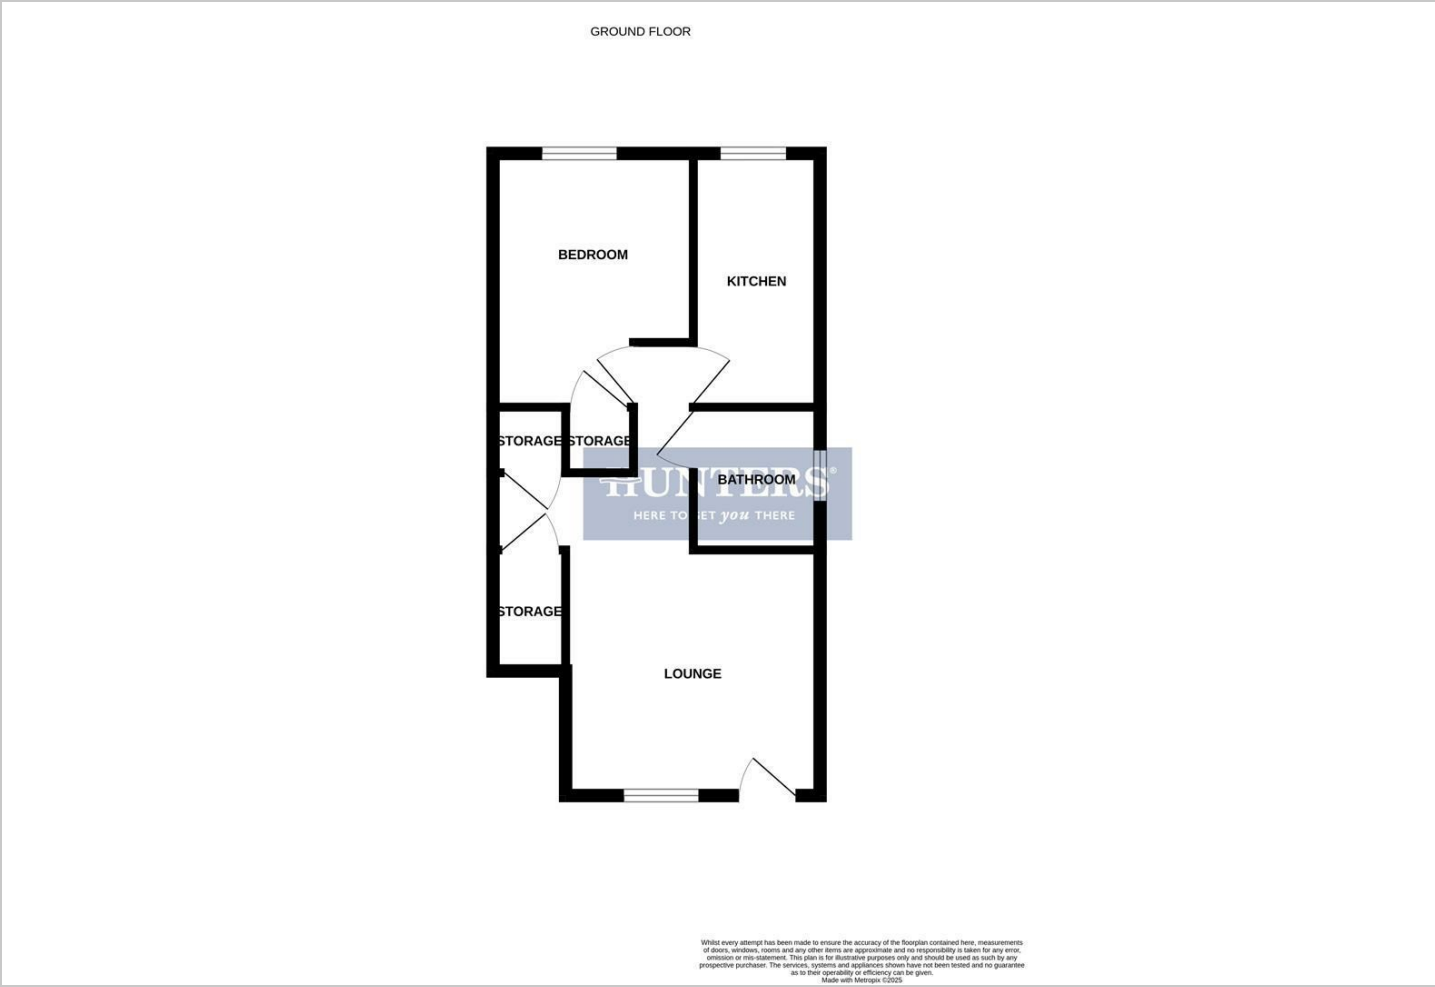 GROUND FLOOR
BEDROOM
KITCHEN
STORAGE
STORAGE
HUNTERS®
BATHROOM
HERE TO GET you THERE
STORAGE
LOUNGE
Whilst every attempt has been made to ensure the accuracy of the floorplan contained here, measurements
of doors, windows, rooms and any other items are approximate and no responsibility is taken for any error,
omission or mis-statement. This plan is for illustrative purposes only and should be used as such by any
prospective purchaser. The services, systems and appliances shown have not been tested and no guarantee
as to their operability or efficiency can be given.
Made with Metropix ©2025